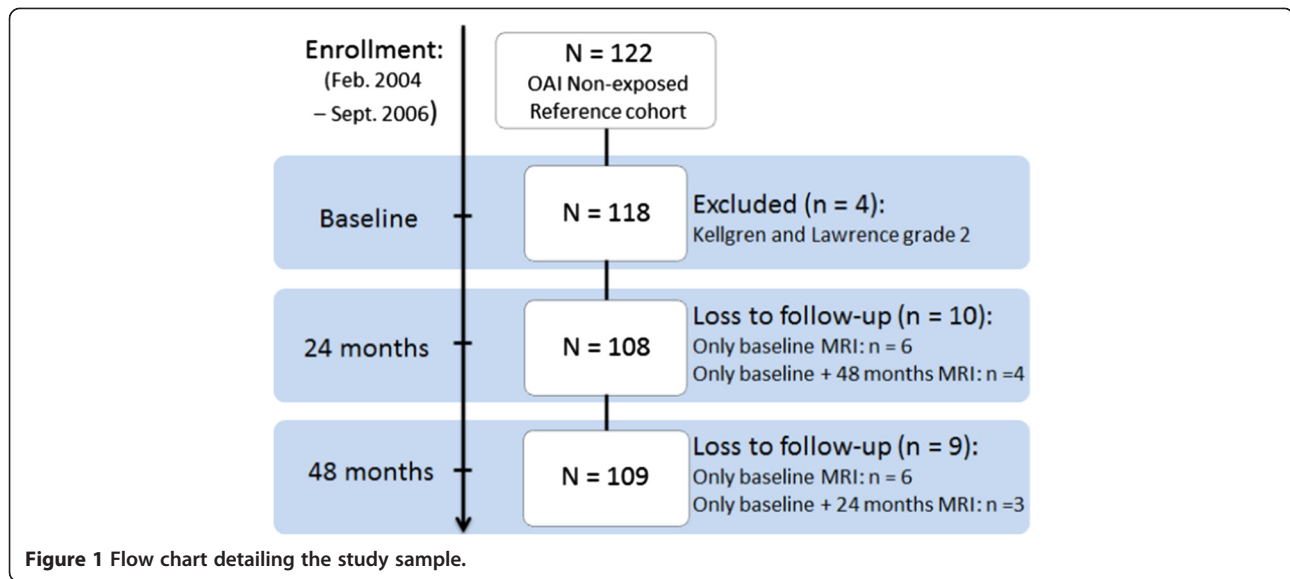 Enrollment:
(Feb. 2004
– Sept. 2006)
N = 122
OAI Non-exposed
Reference cohort
Baseline
N = 118
Excluded (n = 4):
Kellgren and Lawrence grade 2
24 months
N = 108
Loss to follow-up (n = 10):
Only baseline MRI: n = 6
Only baseline + 48 months MRI: n =4
48 months
N = 109
Loss to follow-up (n = 9):
Only baseline MRI: n = 6
Only baseline + 24 months MRI: n =3
Figure 1 Flow chart detailing the study sample.